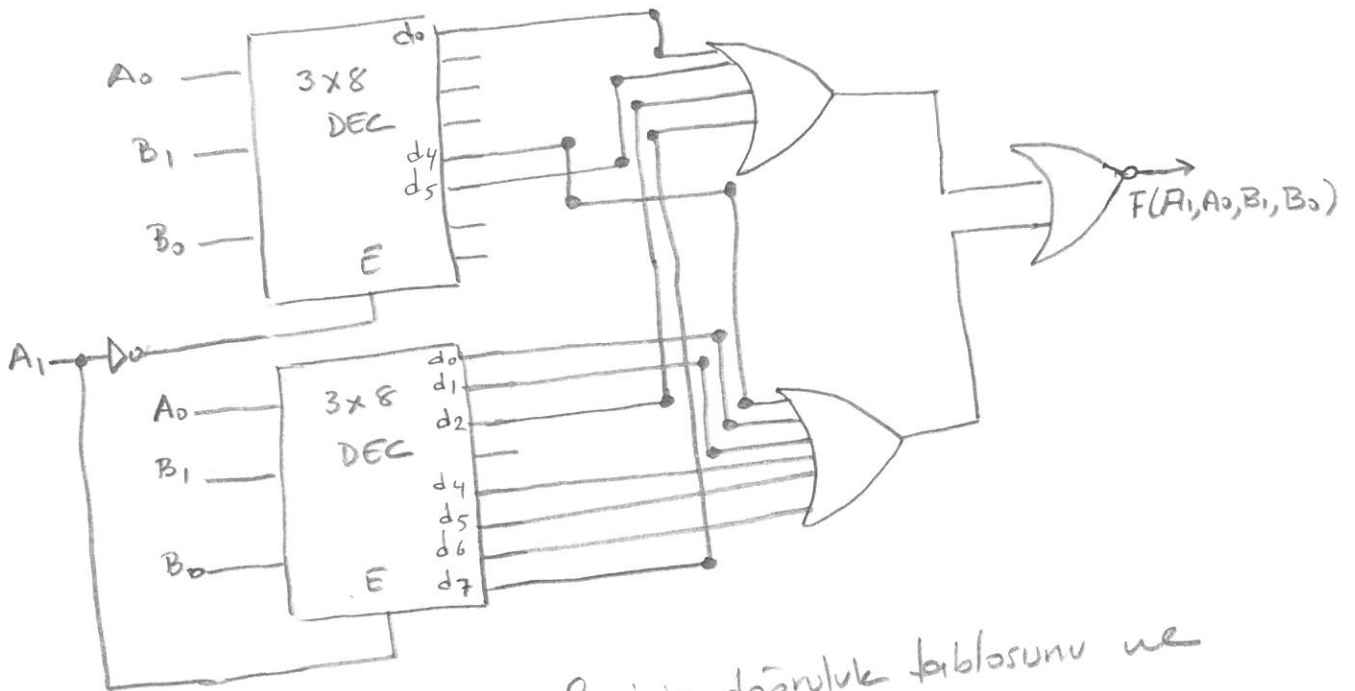 A0
B1
B0
3x8
DEC
d0
d4
d5
E
A1
A0
B1
B0
3x8
DEC
d0
d1
d2
d4
d5
d6
d7
E
F(A1,A0,B1,B0)
doğruluk tablosunu ve